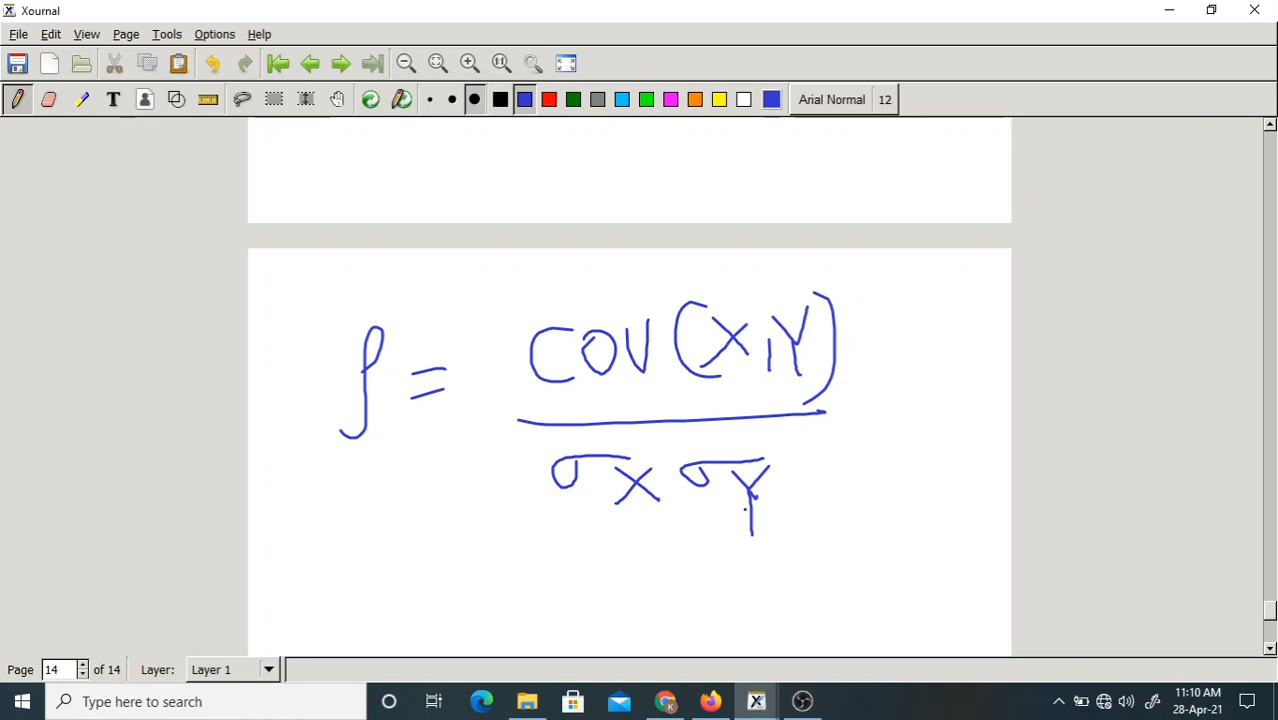 Xournal
File Edit View Page Tools Options Help
Arial Normal 12
ρ = COV(X,Y)
σX σY
Page 14 of 14 Layer: Layer 1
Type here to search
11:10 AM
28-Apr-21